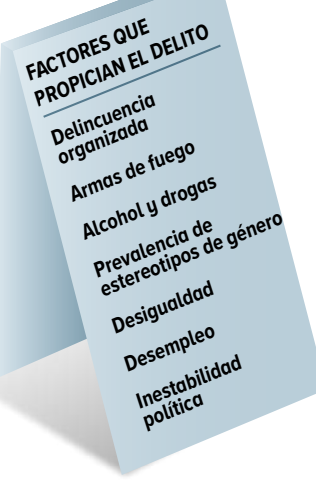 FACTORES QUE
PROPICIAN EL DELITO
Delincuencia
organizada
Armas de fuego
Alcohol y drogas
Prevalencia de
estereotipos de género
Desigualdad
Desempleo
Inestabilidad
política